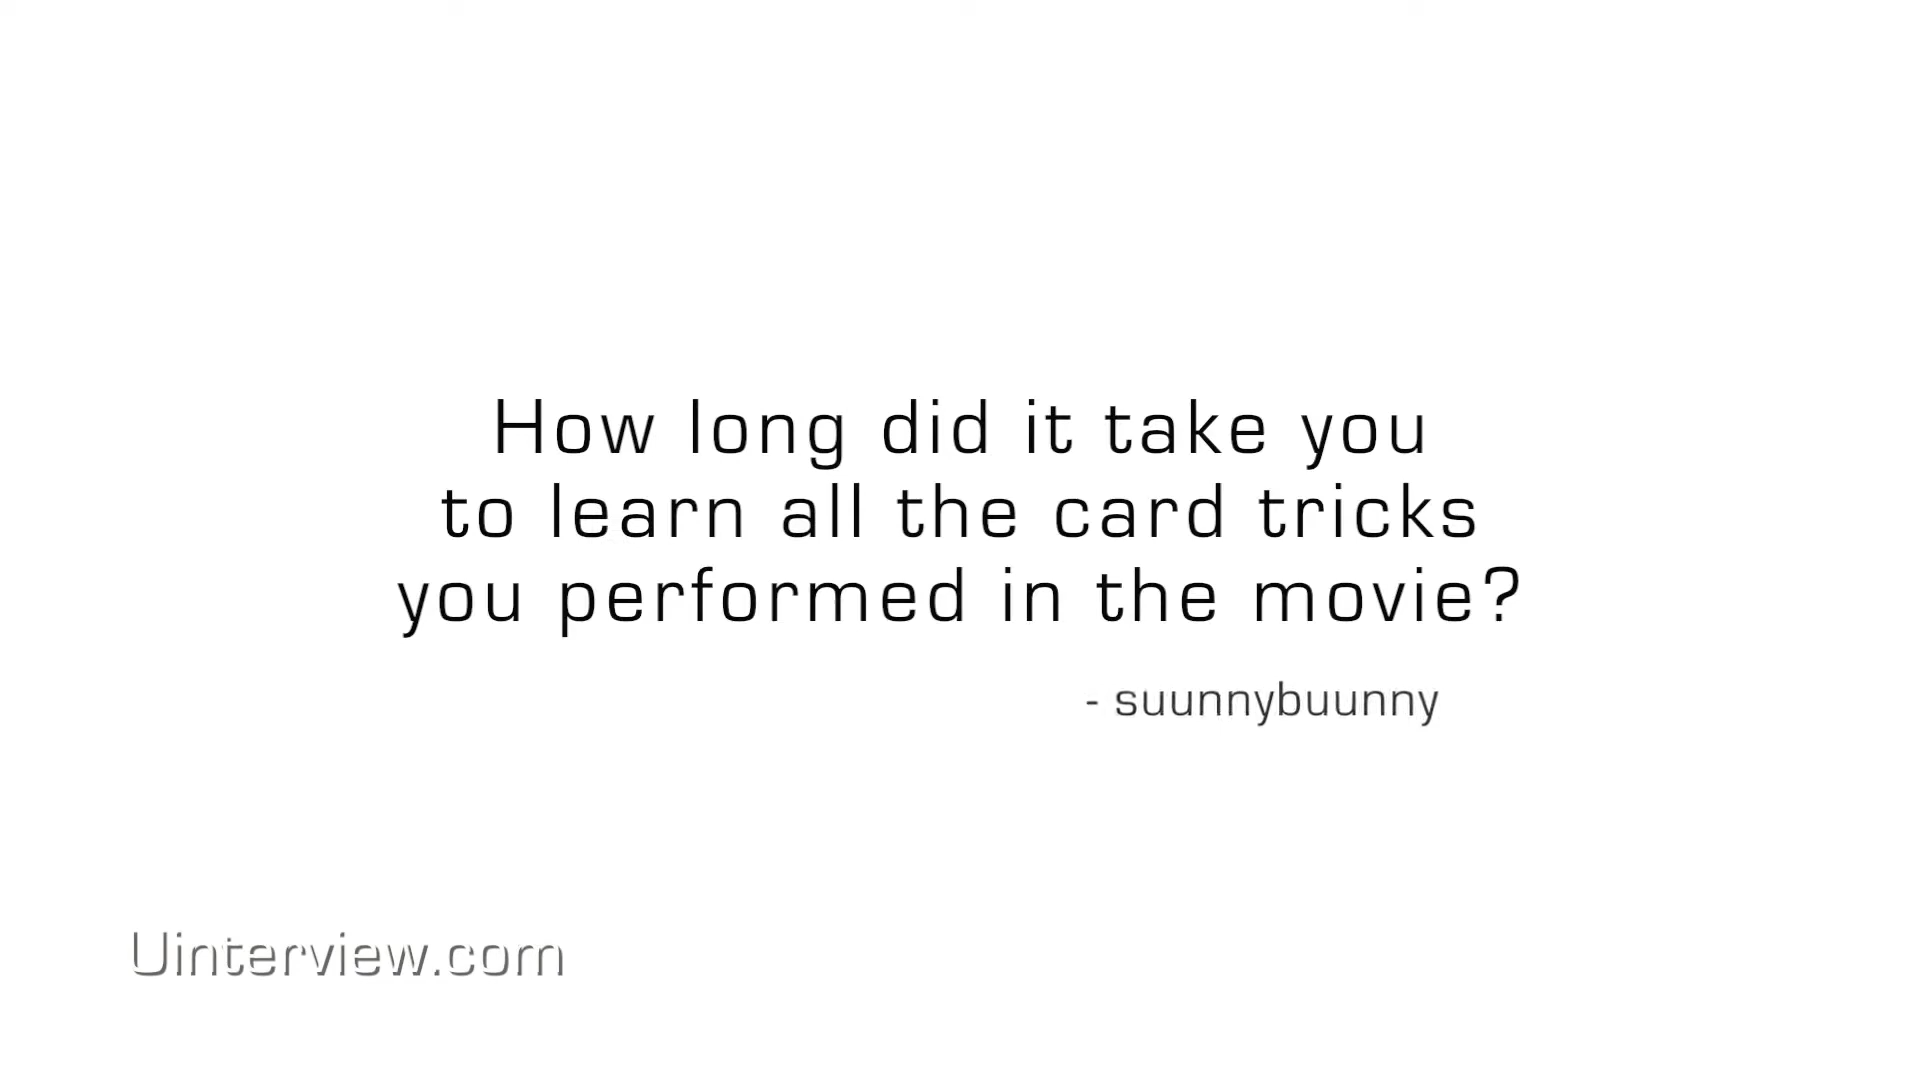 How long did it take you
to learn all the card tricks
you performed in the movie?
- suunnybuunny
Uinterview.com